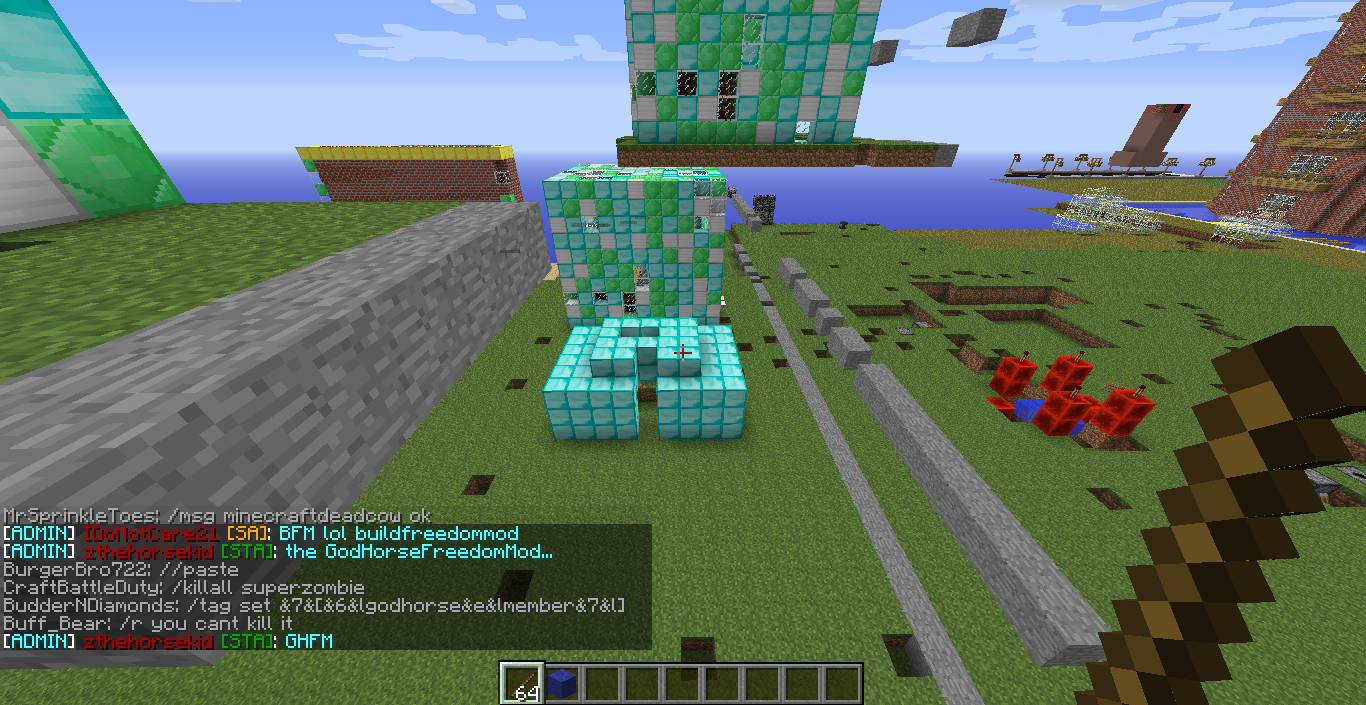 MrSprinkleToes: /msg minecraftdeadcow ok
[ADMIN] IDoNotCare21 [SA]: BFM lol buildfreedommod
[ADMIN] zthehorsekid [STA]: the GodHorseFreedomMod...
BurgerBro722: //paste
CraftBattleDuty: /killall superzombie
BudderNDiamonds: /tag set &7&[&6&lgodhorse&e&lmember&7&l]
Buff_Bear: /r you cant kill it
[ADMIN] zthehorsekid [STA]: GHFM
64